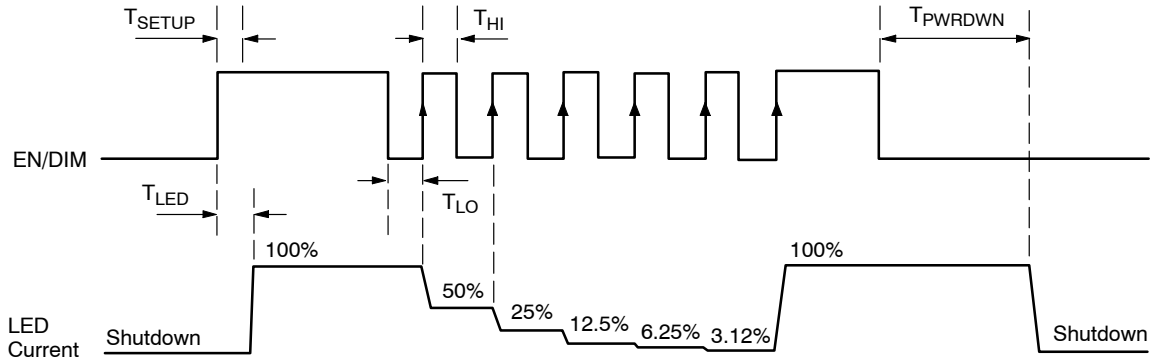 TSETUP
THI
TPWRDWN
EN/DIM
TLED
TLO
100%
50%
25%
12.5%
6.25%
3.12%
100%
LED
Current
Shutdown
Shutdown